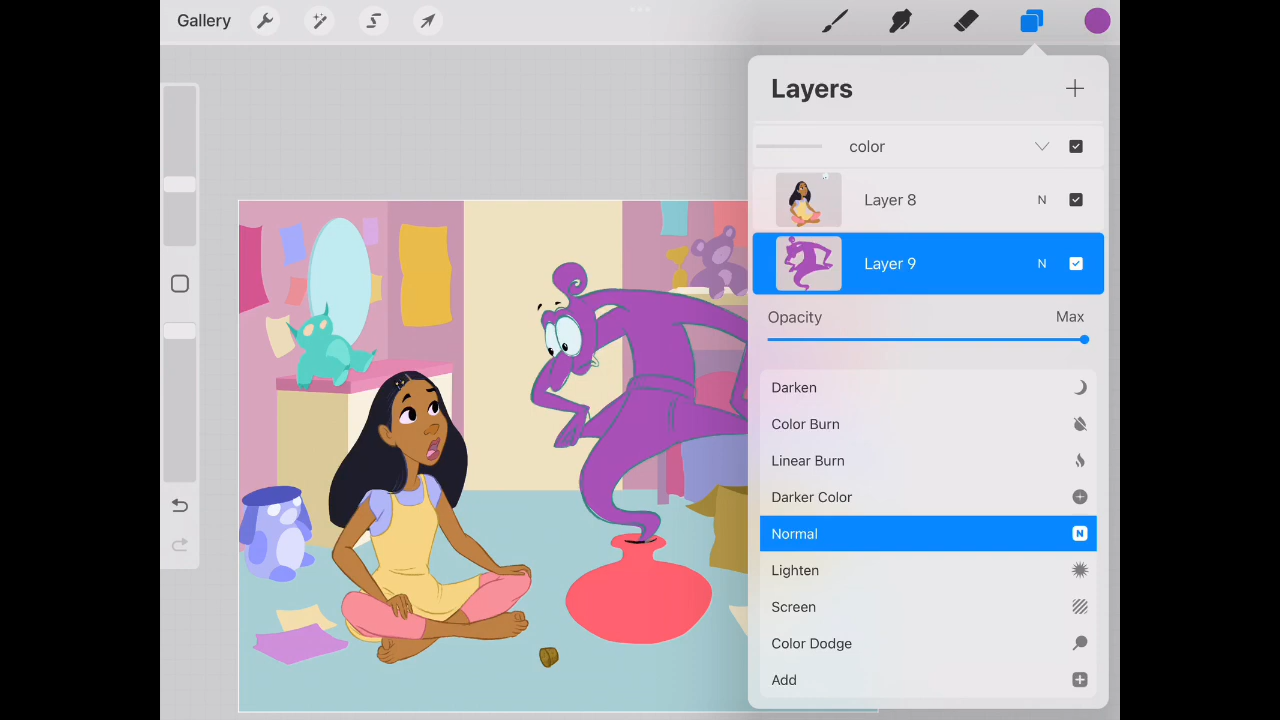 Gallery
Layers
color
Layer 8 N
Layer 9 N
Opacity Max
Darken
Color Burn
Linear Burn
Darker Color
Normal N
Lighten
Screen
Color Dodge
Add